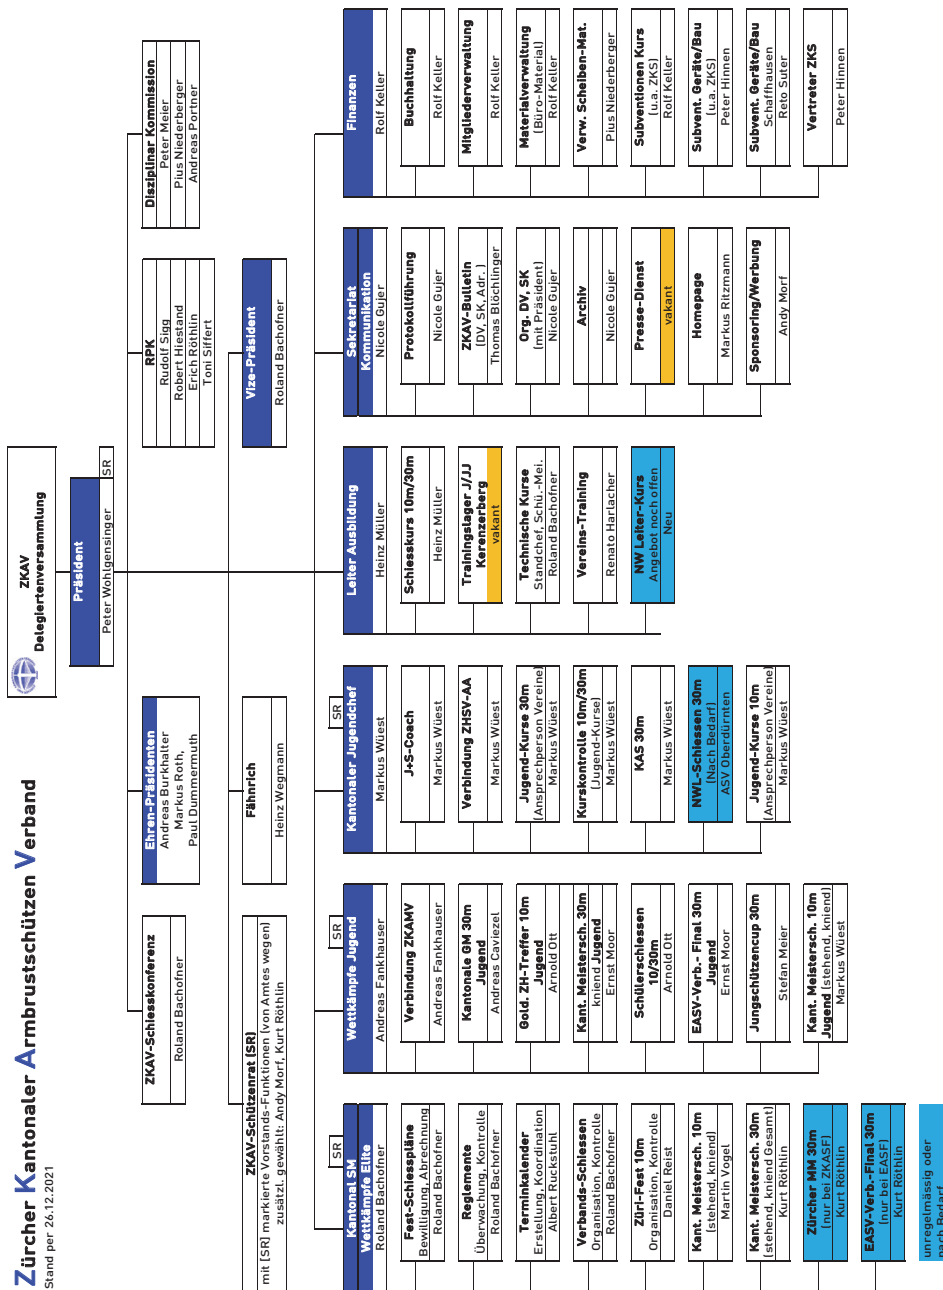 Zürcher Kantonaler Armbrustschützen Verband
Stand per 26.12.2021
ZKAV
Delegiertenversammlung
Präsident
Peter Wohlgensinger
SR
ZKAV-Schiesskonferenz
Roland Bachofner
Ehren-Präsidenten
Andreas Burkhalter
Markus Roth,
Paul Dummermuth
RPK
Rudolf Sigg
Robert Hiestand
Erich Röthlin
Toni Siffert
Disziplinar Kommission
Peter Meier
Pius Niederberger
Andreas Portner
ZKAV-Schützenrat (SR)
mit (SR) markierte Vorstands-Funktionen (von Amtes wegen)
zusätzl. gewählt: Andy Morf, Kurt Röthlin
Fähnrich
Heinz Wegmann
Vize-Präsident
Roland Bachofner
SR
Kantonal SM
Wettkämpfe Elite
Roland Bachofner
Fest-Schiesspläne
Bewilligung, Abrechnung
Roland Bachofner
Reglemente
Überwachung, Kontrolle
Roland Bachofner
Terminkalender
Erstellung, Koordination
Albert Ruckstuhl
Verbands-Schiessen
Organisation, Kontrolle
Roland Bachofner
Züri-Fest 10m
Organisation, Kontrolle
Daniel Reist
Kant. Meistersch. 10m
(stehend, kniend)
Martin Vogel
Kant. Meistersch. 30m
(stehend, kniend Gesamt)
Kurt Röthlin
Zürcher MM 30m
(nur bei ZKASF)
Kurt Röthlin
EASV-Verb.-Final 30m
(nur bei EASF)
Kurt Röthlin
unregelmässig oder
nach Bedarf
SR
Wettkämpfe Jugend
Andreas Fankhauser
Verbindung ZKAMV
Andreas Fankhauser
Kantonale GM 30m
Jugend
Andreas Caviezel
Gold. ZH-Treffer 10m
Jugend
Arnold Ott
Kant. Meistersch. 30m
kniend Jugend
Ernst Moor
Schülerschiessen
10/30m
Arnold Ott
EASV-Verb.- Final 30m
Jugend
Ernst Moor
Jungschützencup 30m
Stefan Meier
Kant. Meistersch. 10m
Jugend (stehend, kniend)
Markus Wüest
SR
Kantonaler Jugendchef
Markus Wüest
J+S-Coach
Markus Wüest
Verbindung ZHSV-AA
Markus Wüest
Jugend-Kurse 30m
(Ansprechperson Vereine)
Markus Wüest
Kurskontrolle 10m/30m
(Jugend-Kurse)
Markus Wüest
KAS 30m
Markus Wüest
NWL-Schiessen 30m
(Nach Bedarf)
ASV Oberdürnten
Jugend-Kurse 10m
(Ansprechperson Vereine)
Markus Wüest
Leiter Ausbildung
Heinz Müller
Schiesskurs 10m/30m
Heinz Müller
Trainingslager J/JJ
Kerenzerberg
vakant
Technische Kurse
Standchef, Schü.-Mei.
Roland Bachofner
Vereins-Training
Renato Harlacher
NW Leiter-Kurs
Angebot noch offen
Neu
Sekretariat
Kommunikation
Nicole Gujer
Protokollführung
Nicole Gujer
ZKAV-Bulletin
(DV, SK, Adr. )
Thomas Blöchlinger
Org. DV, SK
(mit Präsident)
Nicole Gujer
Archiv
Nicole Gujer
Presse-Dienst
vakant
Homepage
Markus Ritzmann
Sponsoring/Werbung
Andy Morf
Finanzen
Rolf Keller
Buchhaltung
Rolf Keller
Mitgliederverwaltung
Rolf Keller
Materialverwaltung
(Büro-Material)
Rolf Keller
Verw. Scheiben-Mat.
Pius Niederberger
Subventionen Kurs
(u.a. ZKS)
Rolf Keller
Subvent. Geräte/Bau
(u.a. ZKS)
Peter Hinnen
Subvent. Geräte/Bau
Schaffhausen
Reto Suter
Vertreter ZKS
Peter Hinnen